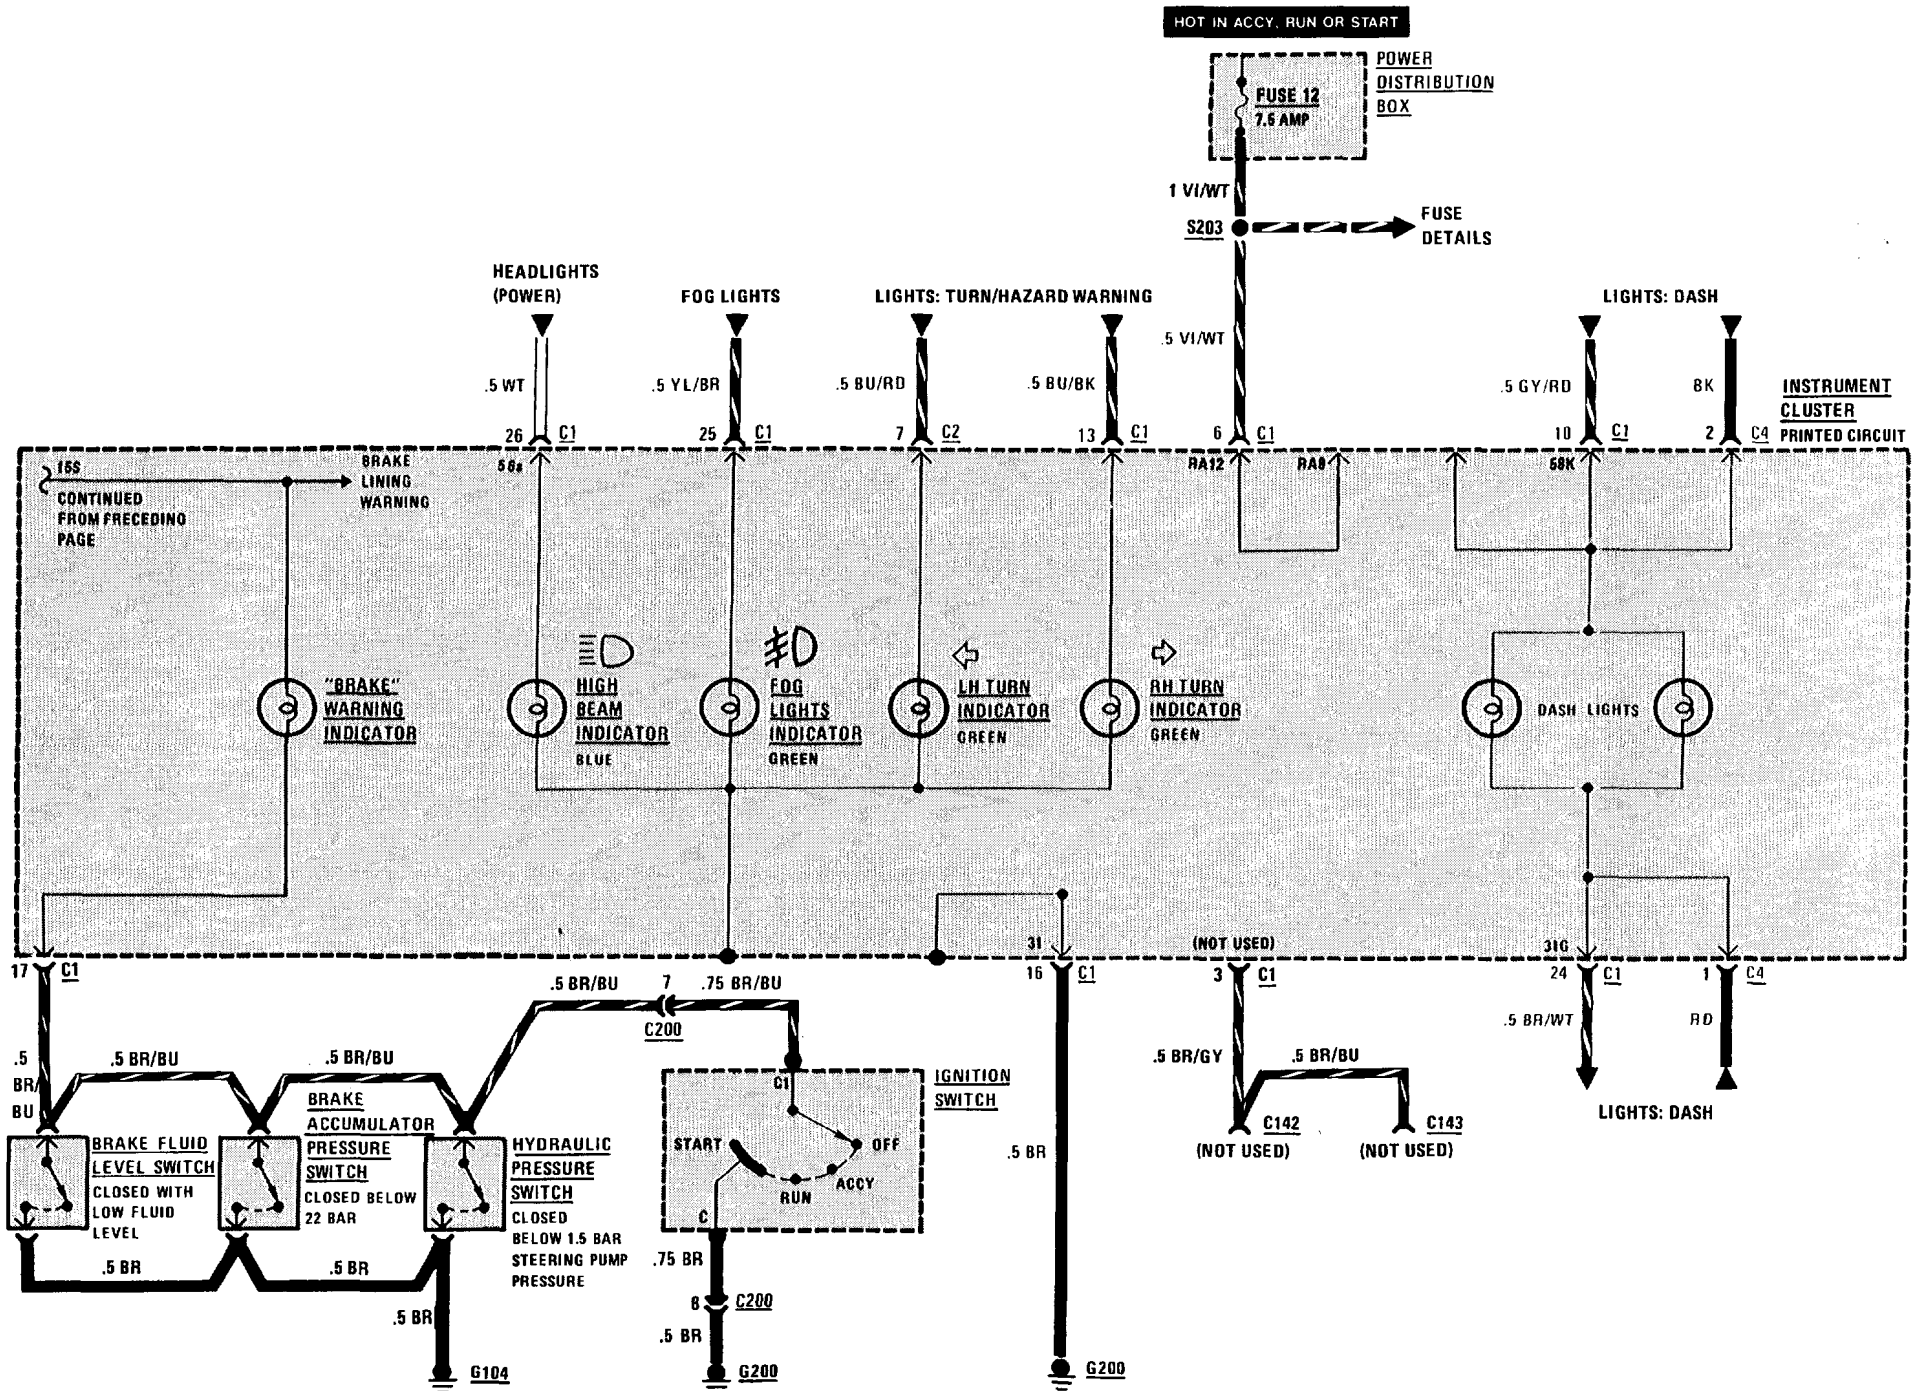 HOT IN ACCY, RUN OR START
POWER
DISTRIBUTION
BOX
FUSE 12
7.5 AMP
1 VI/WT
S203
FUSE
DETAILS
HEADLIGHTS
(POWER)
FOG LIGHTS
LIGHTS: TURN/HAZARD WARNING
LIGHTS: DASH
.5 WT
.5 YL/BR
.5 BU/RD
.5 BU/BK
.5 VI/WT
.5 GY/RD
BK
INSTRUMENT
CLUSTER
PRINTED CIRCUIT
26 C1
25 C1
7 C2
13 C1
6 C1
10 C1
2 C4
15S
BRAKE
LINING
WARNING
56a
RA12
RA9
58K
CONTINUED
FROM FRECEDING
PAGE
"BRAKE"
WARNING
INDICATOR
HIGH
BEAM
INDICATOR
BLUE
FOG
LIGHTS
INDICATOR
GREEN
LH TURN
INDICATOR
GREEN
RH TURN
INDICATOR
GREEN
DASH LIGHTS
31
(NOT USED)
31G
17 C1
16 C1
3 C1
24 C1
1 C4
.5 BR/BU
7
.75 BR/BU
C200
.5
BR/
BU
.5 BR/BU
.5 BR/BU
.5 BR/GY
.5 BR/BU
.5 BR/WT
RD
LIGHTS: DASH
C142
(NOT USED)
C143
(NOT USED)
BRAKE FLUID
LEVEL SWITCH
CLOSED WITH
LOW FLUID
LEVEL
BRAKE
ACCUMULATOR
PRESSURE
SWITCH
CLOSED BELOW
22 BAR
HYDRAULIC
PRESSURE
SWITCH
CLOSED
BELOW 1.5 BAR
STEERING PUMP
PRESSURE
C1
IGNITION
SWITCH
START
OFF
ACCY
RUN
C
.5 BR
.5 BR
.5 BR
.5 BR
G104
.75 BR
8 C200
.5 BR
G200
G200